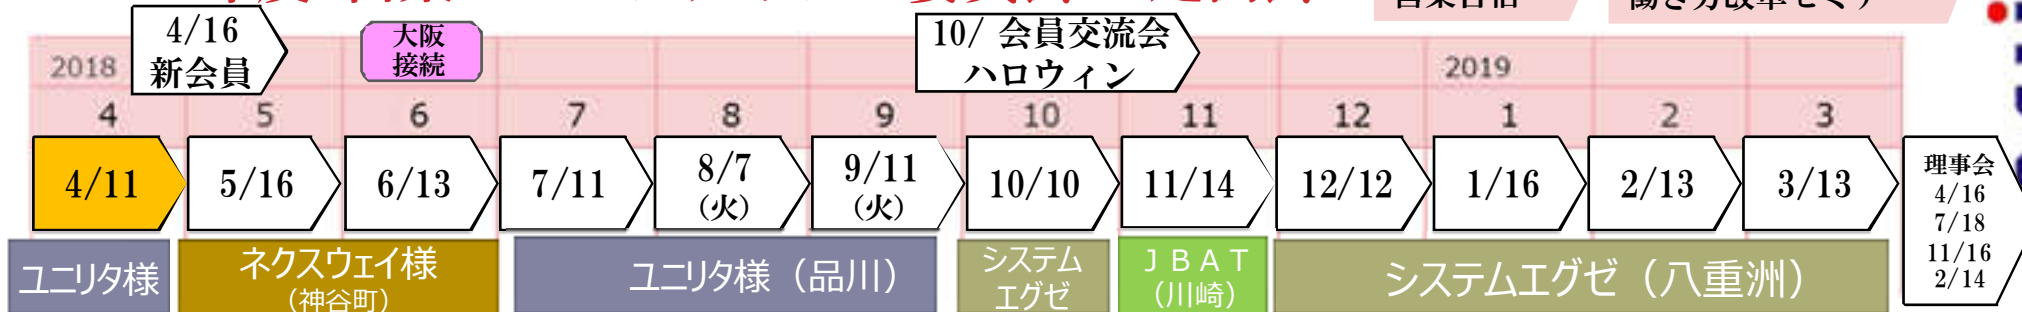 4/16
新会員
大阪
接続
10/ 会員交流会
ハロウィン
2018
2019
4 5 6 7 8 9 10 11 12 1 2 3
4/11 5/16 6/13 7/11 8/7 9/11 10/10 11/14 12/12 1/16 2/13 3/13
(火) (火)
理事会
4/16
7/18
11/16
2/14
ユニリタ様
ネクスウェイ様
(神谷町)
ユニリタ様（品川）
システム
エグゼ
ＪＢＡＴ
(川崎)
システムエグゼ（八重洲）